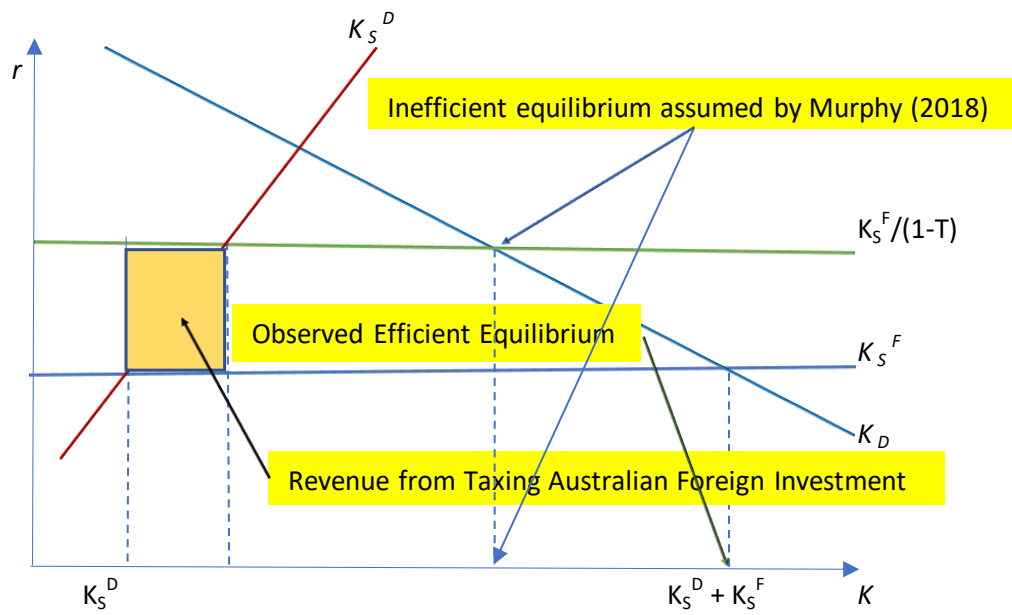 K_S^D
r
Inefficient equilibrium assumed by Murphy (2018)
K_S^F/(1-T)
Observed Efficient Equilibrium
K_S^F
K_D
Revenue from Taxing Australian Foreign Investment
K_S^D
K_S^D + K_S^F
K